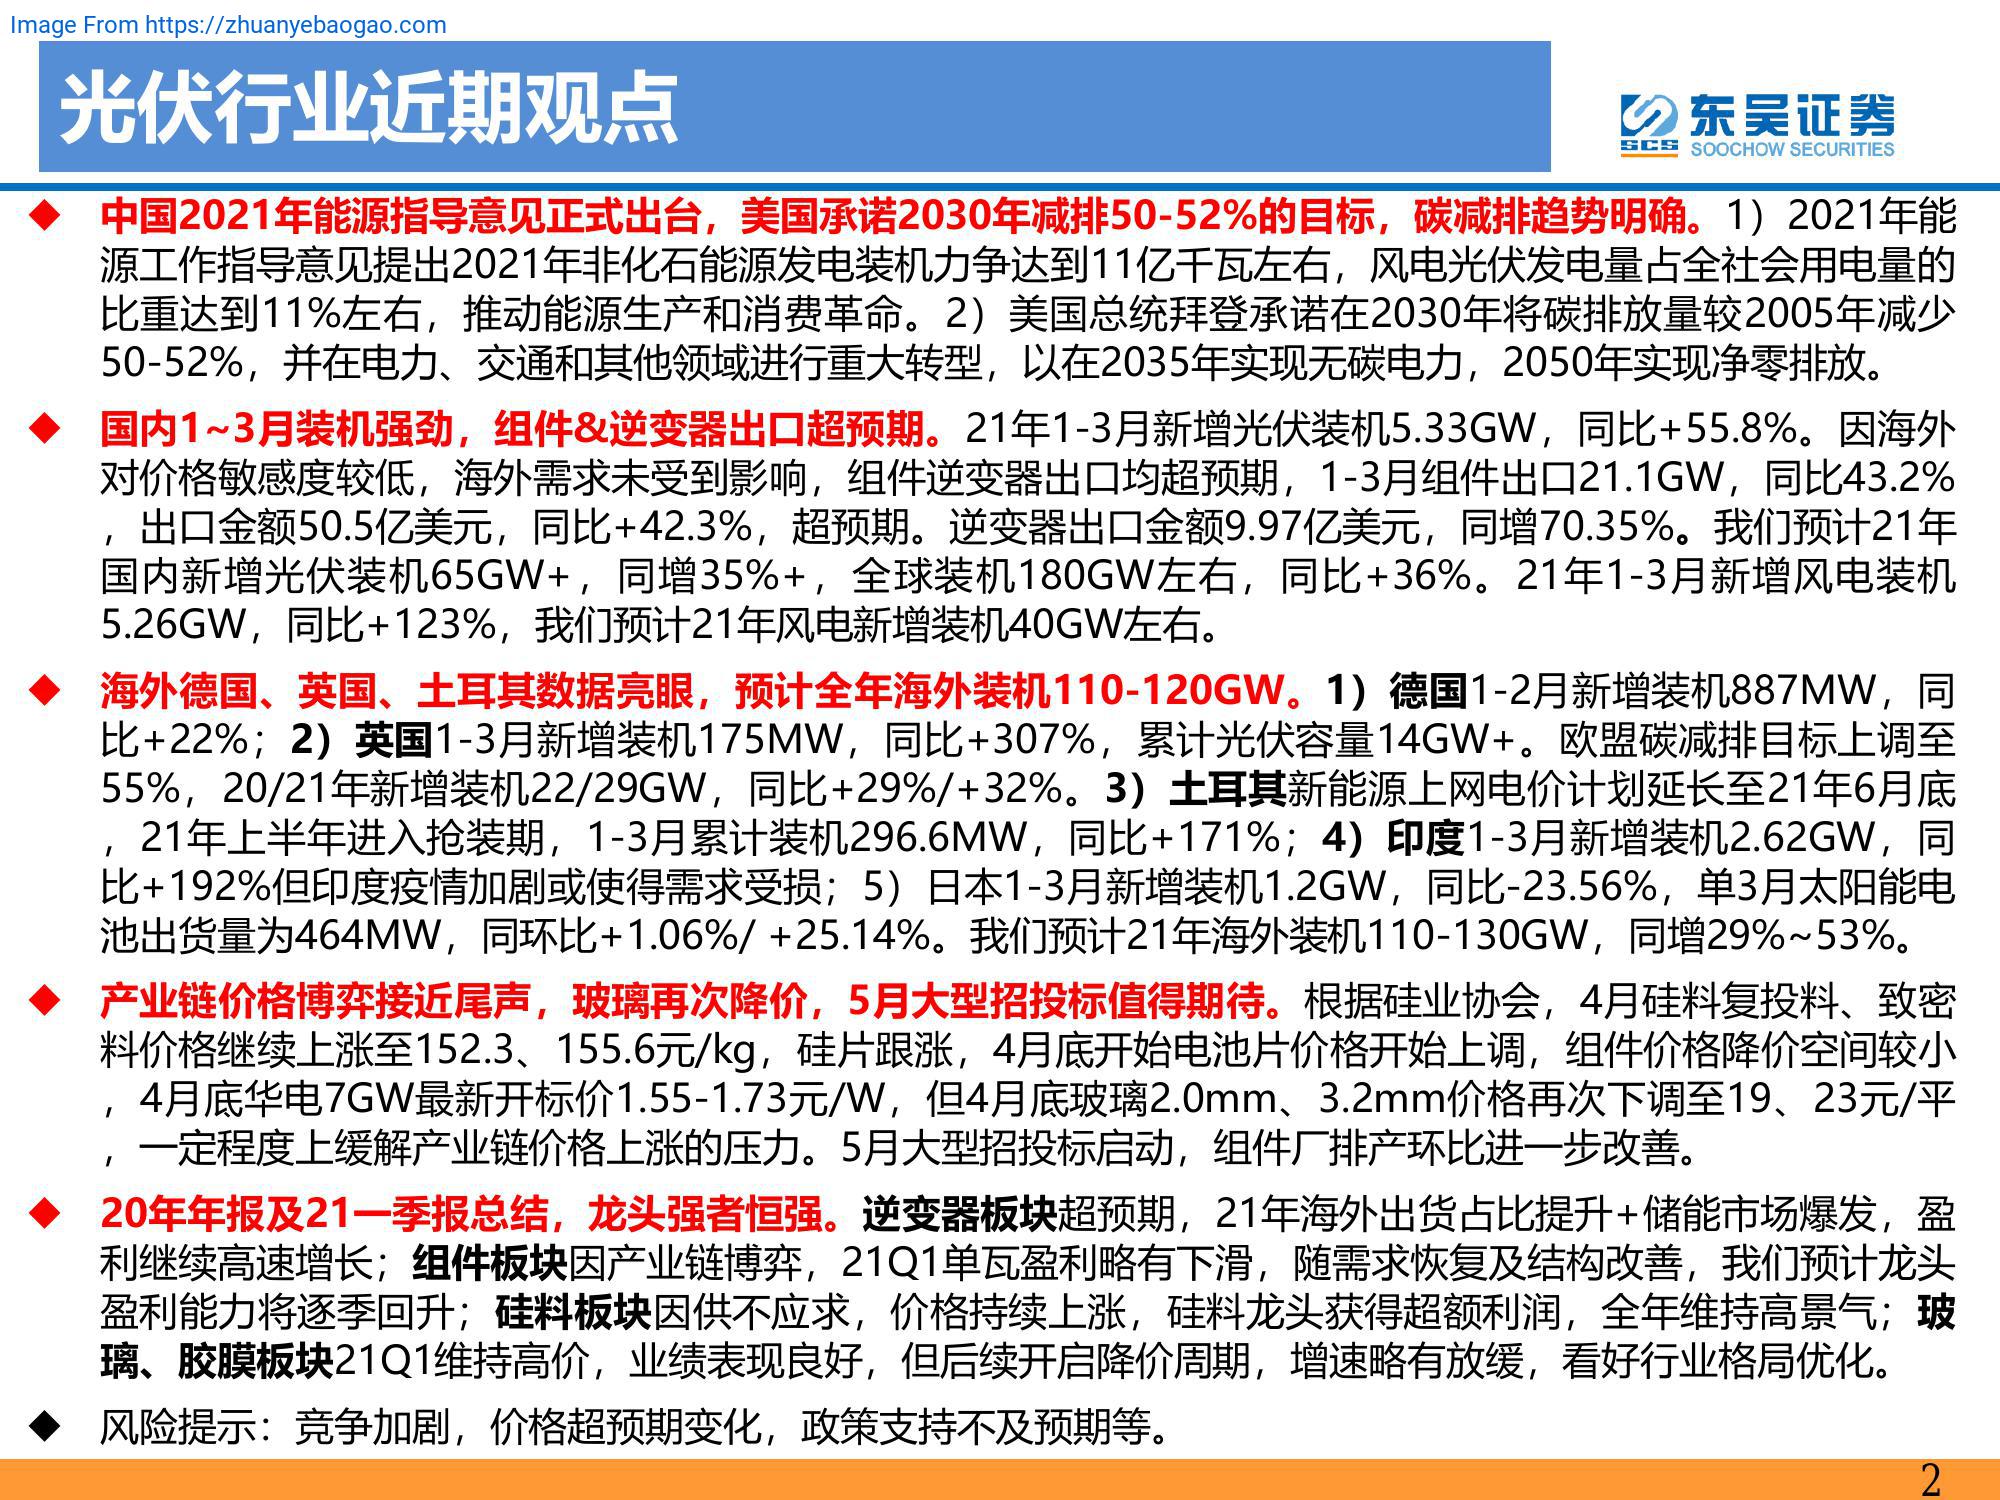 Image From https://zhuanyebaogao.com
光伏行业近期观点
SCS
东吴证券
SOOCHOW SECURITIES
◆ 中国2021年能源指导意见正式出台，美国承诺2030年减排50-52%的目标，碳减排趋势明确。1）2021年能
源工作指导意见提出2021年非化石能源发电装机力争达到11亿千瓦左右，风电光伏发电量占全社会用电量的
比重达到11%左右，推动能源生产和消费革命。2）美国总统拜登承诺在2030年将碳排放量较2005年减少
50-52%，并在电力、交通和其他领域进行重大转型，以在2035年实现无碳电力，2050年实现净零排放。
◆ 国内1~3月装机强劲，组件&逆变器出口超预期。21年1-3月新增光伏装机5.33GW，同比+55.8%。因海外
对价格敏感度较低，海外需求未受到影响，组件逆变器出口均超预期，1-3月组件出口21.1GW，同比43.2%
，出口金额50.5亿美元，同比+42.3%，超预期。逆变器出口金额9.97亿美元，同增70.35%。我们预计21年
国内新增光伏装机65GW+，同增35%+，全球装机180GW左右，同比+36%。21年1-3月新增风电装机
5.26GW，同比+123%，我们预计21年风电新增装机40GW左右。
◆ 海外德国、英国、土耳其数据亮眼，预计全年海外装机110-120GW。1）德国1-2月新增装机887MW，同
比+22%；2）英国1-3月新增装机175MW，同比+307%，累计光伏容量14GW+。欧盟碳减排目标上调至
55%，20/21年新增装机22/29GW，同比+29%/+32%。3）土耳其新能源上网电价计划延长至21年6月底
，21年上半年进入抢装期，1-3月累计装机296.6MW，同比+171%；4）印度1-3月新增装机2.62GW，同
比+192%但印度疫情加剧或使得需求受损；5）日本1-3月新增装机1.2GW，同比-23.56%，单3月太阳能电
池出货量为464MW，同环比+1.06%/ +25.14%。我们预计21年海外装机110-130GW，同增29%~53%。
◆ 产业链价格博弈接近尾声，玻璃再次降价，5月大型招投标值得期待。根据硅业协会，4月硅料复投料、致密
料价格继续上涨至152.3、155.6元/kg，硅片跟涨，4月底开始电池片价格开始上调，组件价格降价空间较小
，4月底华电7GW最新开标价1.55-1.73元/W，但4月底玻璃2.0mm、3.2mm价格再次下调至19、23元/平
，一定程度上缓解产业链价格上涨的压力。5月大型招投标启动，组件厂排产环比进一步改善。
◆ 20年年报及21一季报总结，龙头强者恒强。逆变器板块超预期，21年海外出货占比提升+储能市场爆发，盈
利继续高速增长；组件板块因产业链博弈，21Q1单瓦盈利略有下滑，随需求恢复及结构改善，我们预计龙头
盈利能力将逐季回升；硅料板块因供不应求，价格持续上涨，硅料龙头获得超额利润，全年维持高景气；玻
璃、胶膜板块21Q1维持高价，业绩表现良好，但后续开启降价周期，增速略有放缓，看好行业格局优化。
◆ 风险提示：竞争加剧，价格超预期变化，政策支持不及预期等。
2